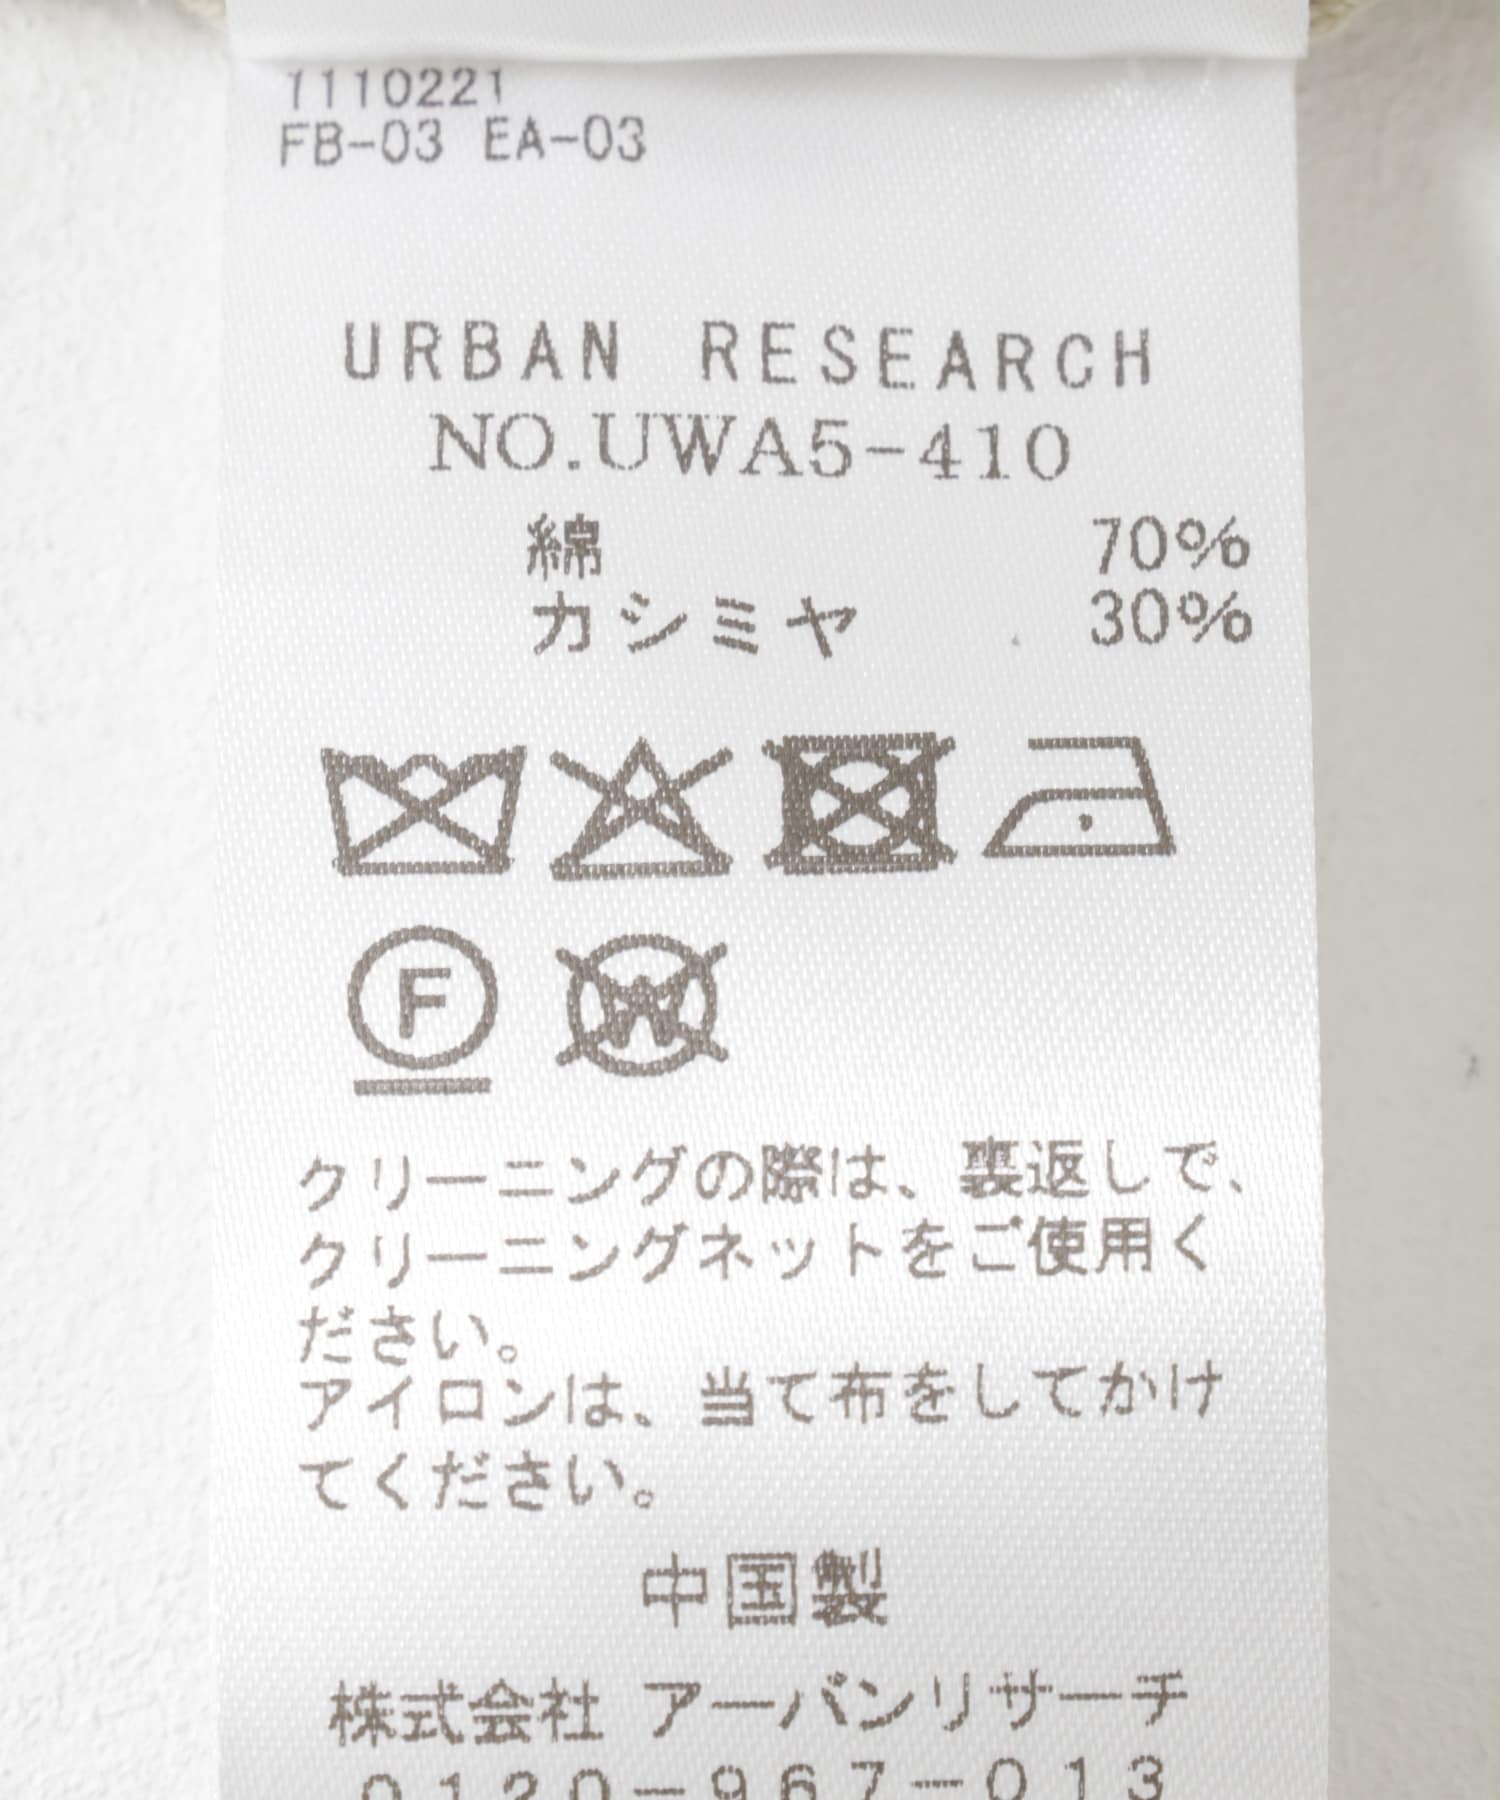 1110221
FB-03 EA-03
URBAN RESEARCH
NO.UWA5-410
綿 70%
カシミヤ 30%
F
W
クリーニングの際は、裏返しで、
クリーニングネットをご使用く
ださい。
アイロンは、当て布をしてかけ
てください。
中国製
株式会社 アーバンリサーチ
0120-967-013